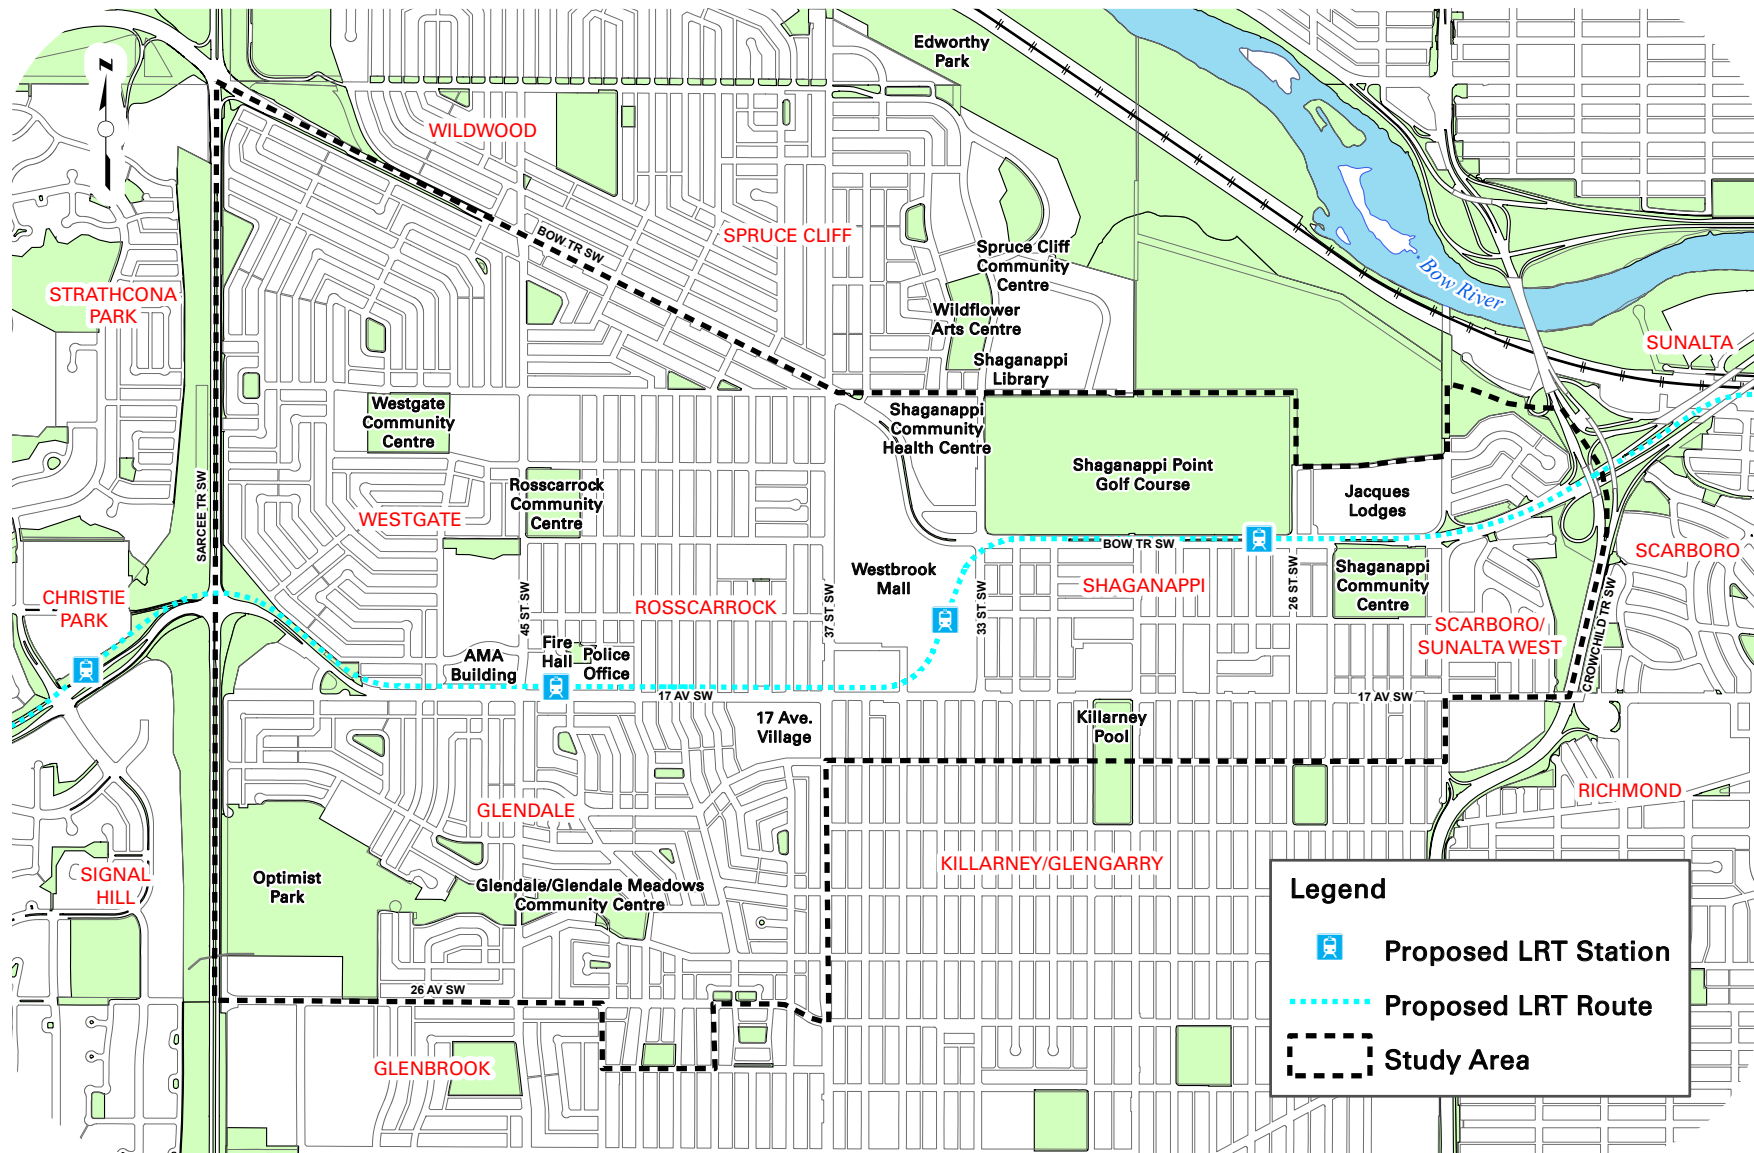 Edworthy
Park
N
WILDWOOD
SPRUCE CLIFF
BOW TR SW
Spruce Cliff
Community
Centre
Bow River
STRATHCONA
PARK
Wildflower
Arts Centre
SUNALTA
Shaganappi
Library
Westgate
Community
Centre
Shaganappi
Community
Health Centre
Shaganappi Point
Golf Course
Jacques
Lodges
Rosscarrock
Community
Centre
WESTGATE
SARCEE TR SW
BOW TR SW
SCARBORO
Westbrook
Mall
SHAGANAPPI
26 ST SW
Shaganappi
Community
Centre
CHRISTIE
PARK
45 ST SW
ROSSCARROCK
37 ST SW
33 ST SW
SCARBORO/
SUNALTA WEST
CROWCHILD TR SW
Fire
Hall
Police
Office
AMA
Building
17 AV SW
17 AV SW
17 Ave.
Village
Killarney
Pool
RICHMOND
GLENDALE
KILLARNEY/GLENGARRY
SIGNAL
HILL
Optimist
Park
Glendale/Glendale Meadows
Community Centre
26 AV SW
GLENBROOK
Legend
Proposed LRT Station
Proposed LRT Route
Study Area